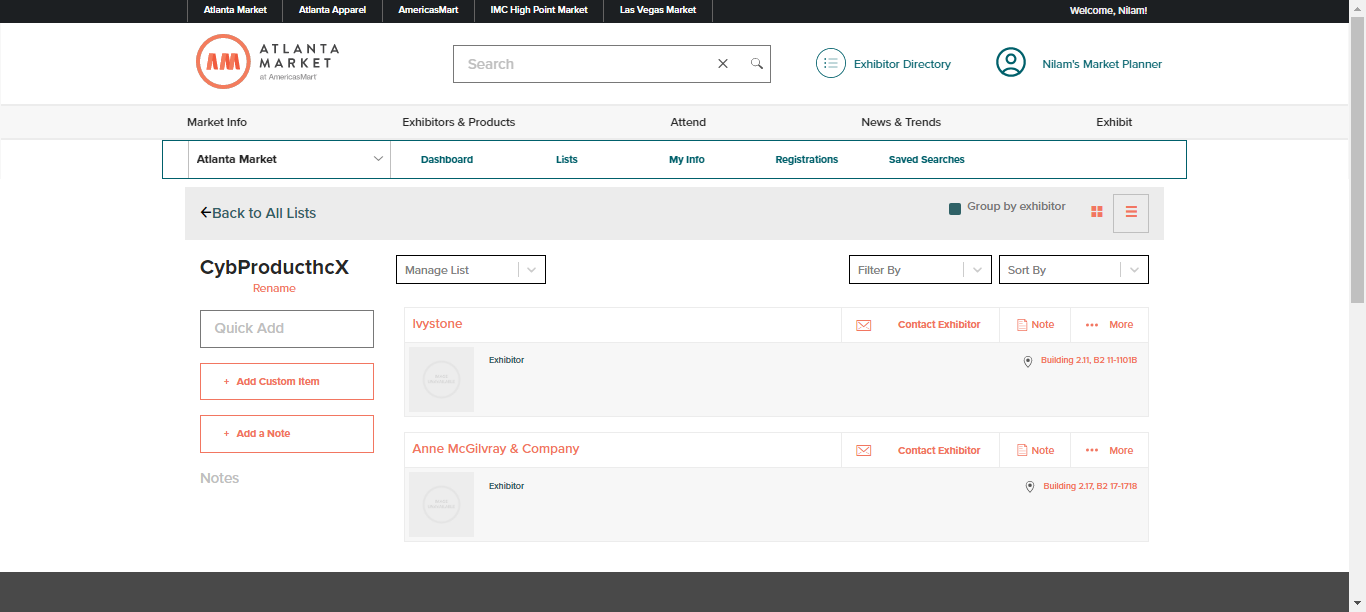 Atlanta Market Atlanta Apparel AmericasMart IMC High Point Market Las Vegas Market Welcome, Nilam!
AM ATLANTA MARKET at AmericasMart
Search
Exhibitor Directory
Nilam's Market Planner
Market Info Exhibitors & Products Attend News & Trends Exhibit
Atlanta Market Dashboard Lists My Info Registrations Saved Searches
Back to All Lists
Group by exhibitor
CybProducthcX
Rename
Manage List
Filter By
Sort By
Quick Add
+ Add Custom Item
+ Add a Note
Notes
Ivystone Contact Exhibitor Note More
Exhibitor Building 2.11, B2 11-1101B
Anne McGilvray & Company Contact Exhibitor Note More
Exhibitor Building 2.17, B2 17-1718